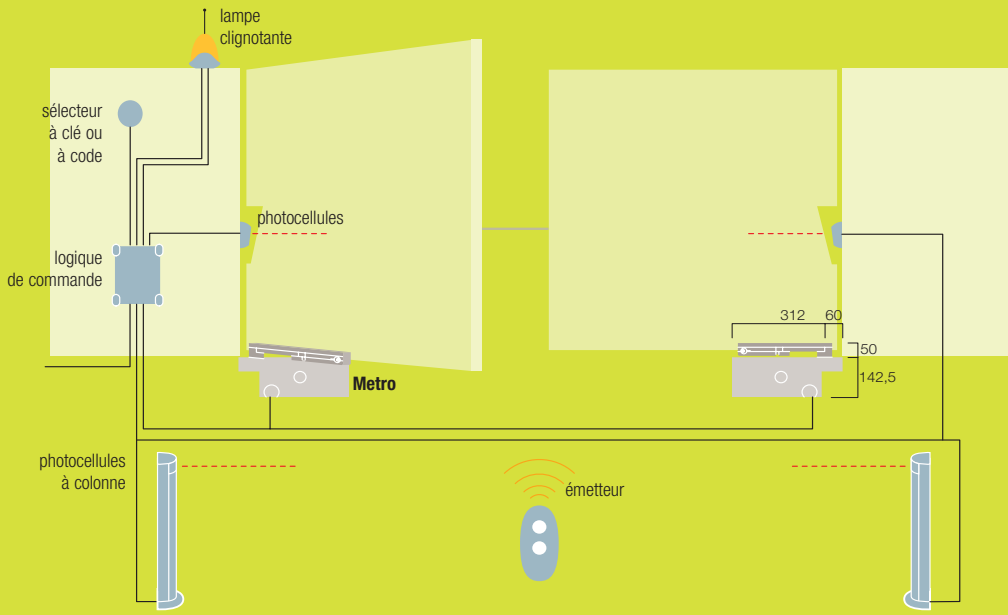 lampe
clignotante
sélecteur
à clé ou
à code
photocellules
logique
de commande
312 60
50
142,5
Metro
photocellules
à colonne
émetteur